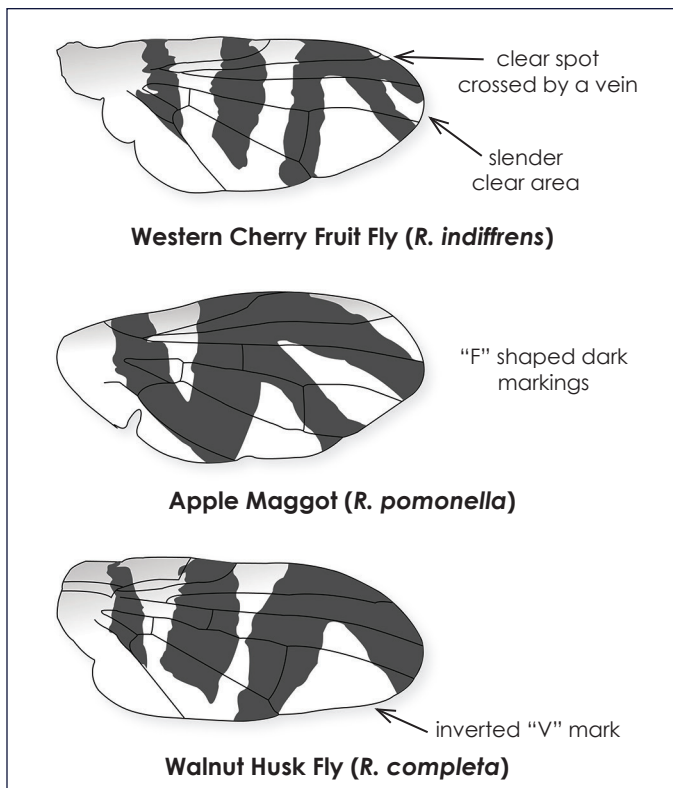 clear spot
crossed by a vein
slender
clear area
Western Cherry Fruit Fly (R. indiffrens)
"F" shaped dark
markings
Apple Maggot (R. pomonella)
inverted "V" mark
Walnut Husk Fly (R. completa)